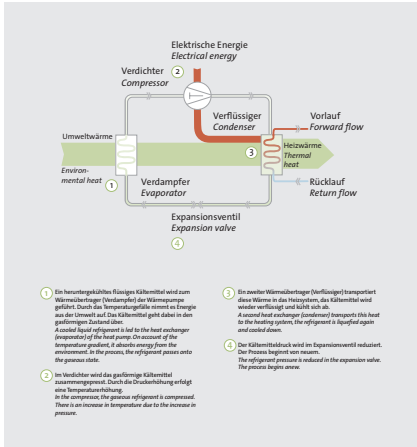 Elektrische Energie
Electrical energy
Verdichter
Compressor
2
Verflüssiger
Condenser
Vorlauf
Forward flow
Umweltwärme
Environ-
mental heat
1
3
Heizwärme
Thermal
heat
Verdampfer
Evaporator
Rücklauf
Return flow
Expansionsventil
Expansion valve
4
1 Ein heruntergekühltes flüssiges Kältemittel wird zum
Wärmeübertrager (Verdampfer) der Wärmepumpe
geführt. Durch das Temperaturgefälle nimmt es Energie
aus der Umwelt auf. Das Kältemittel geht dabei in den
gasförmigen Zustand über.
A cooled liquid refrigerant is led to the heat exchanger
(evaporator) of the heat pump. On account of the
temperature gradient, it absorbs energy from the
environment. In the process, the refrigerant passes onto
the gaseous state.
2 Im Verdichter wird das gasförmige Kältemittel
zusammengepresst. Durch die Druckerhöhung erfolgt
eine Temperaturerhöhung.
In the compressor, the gaseous refrigerant is compressed.
There is an increase in temperature due to the increase in
pressure.
3 Ein zweiter Wärmeübertrager (Verflüssiger) transportiert
diese Wärme in das Heizsystem, das Kältemittel wird
wieder verflüssigt und kühlt sich ab.
A second heat exchanger (condenser) transports this heat
to the heating system, the refrigerant is liquefied again
and cooled down.
4 Der Kältemitteldruck wird im Expansionsventil reduziert.
Der Prozess beginnt von neuem.
The refrigerant pressure is reduced in the expansion valve.
The process begins anew.